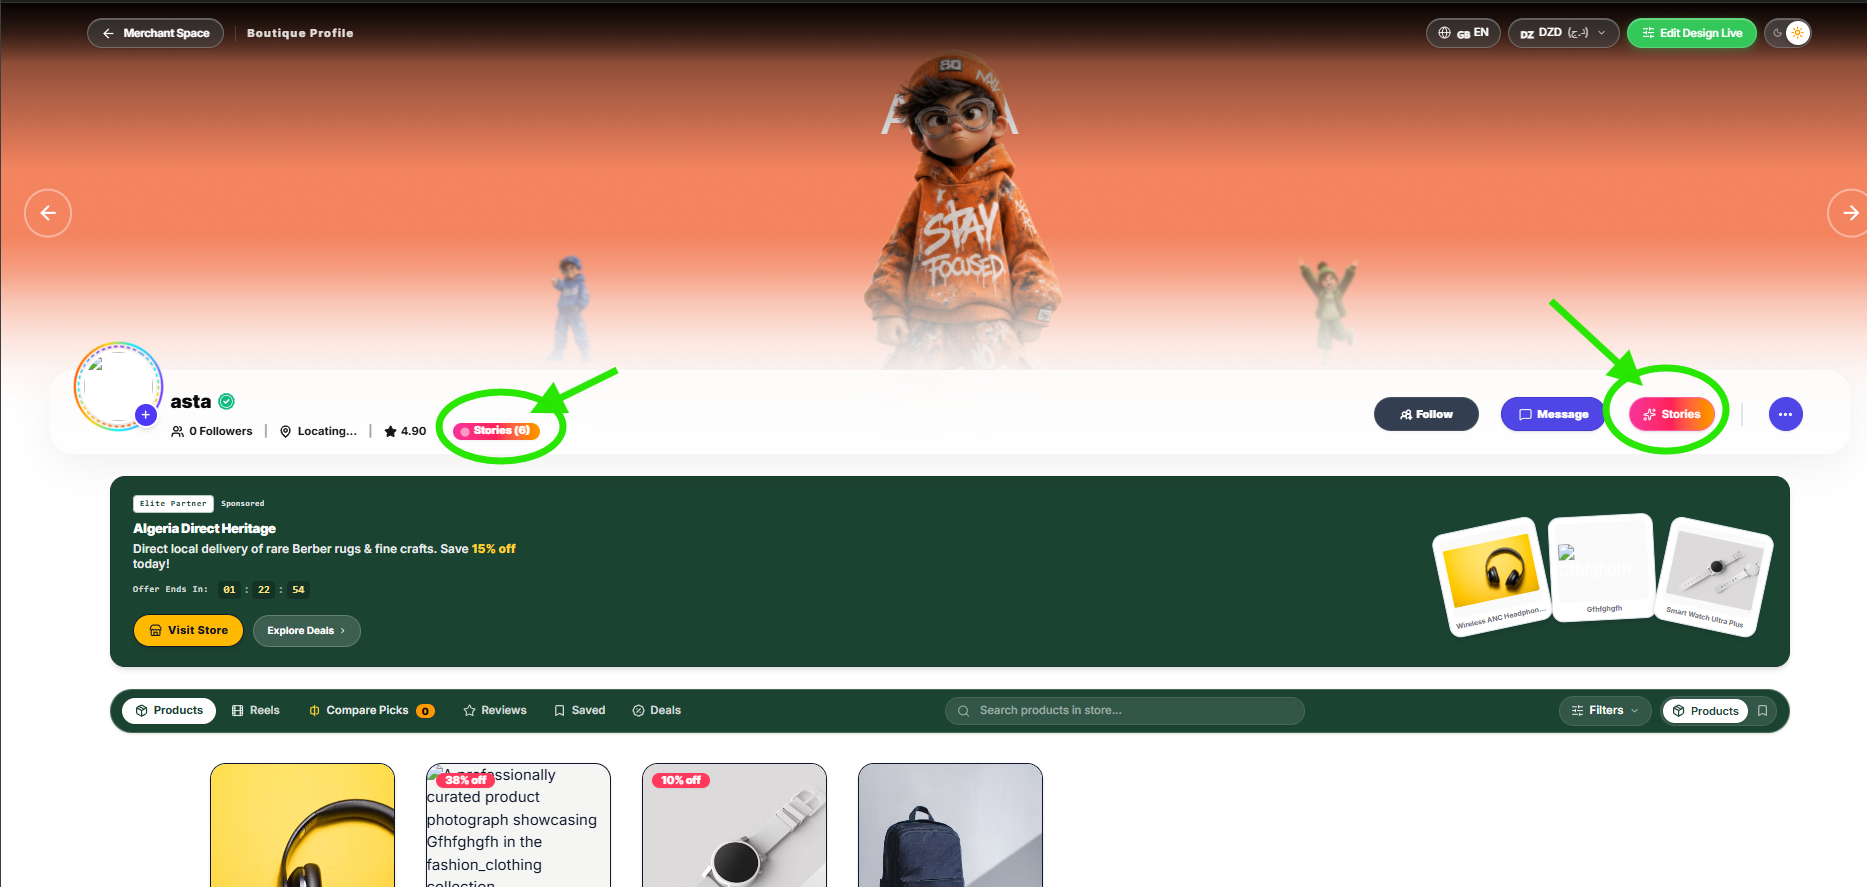 Merchant Space
Boutique Profile
GB EN
DZ DZD (د.ج)
Edit Design Live
80
STAY
FOCUSED
asta
0 Followers
Locating...
4.90
Stories (6)
Follow
Message
Stories
Elite Partner
Sponsored
Algeria Direct Heritage
Direct local delivery of rare Berber rugs & fine crafts. Save 15% off
today!
Offer Ends In: 01 : 22 : 54
Visit Store
Explore Deals
Wireless ANC Headphon...
Gfhfghgfh
Gfhfghgfh
Smart Watch Ultra Plus
Products
Reels
Compare Picks 0
Reviews
Saved
Deals
Search products in store...
Filters
Products
38% off
A professionally
curated product
photograph showcasing
Gfhfghgfh in the
fashion_clothing
collection
10% off